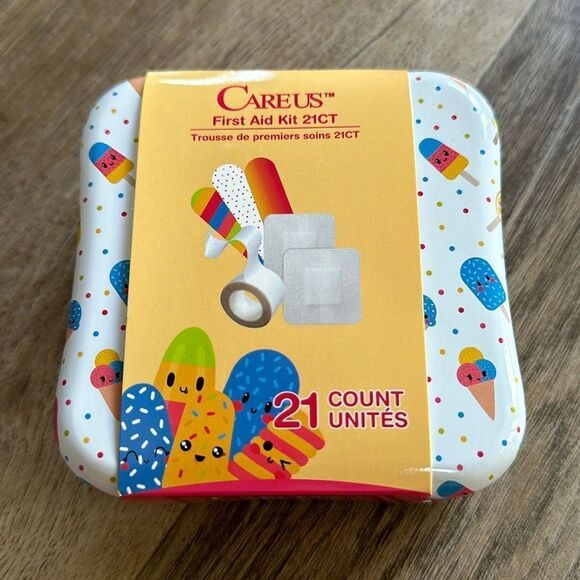 CAREUS™
First Aid Kit 21CT
Trousse de premiers soins 21CT
21 COUNT
UNITÉS